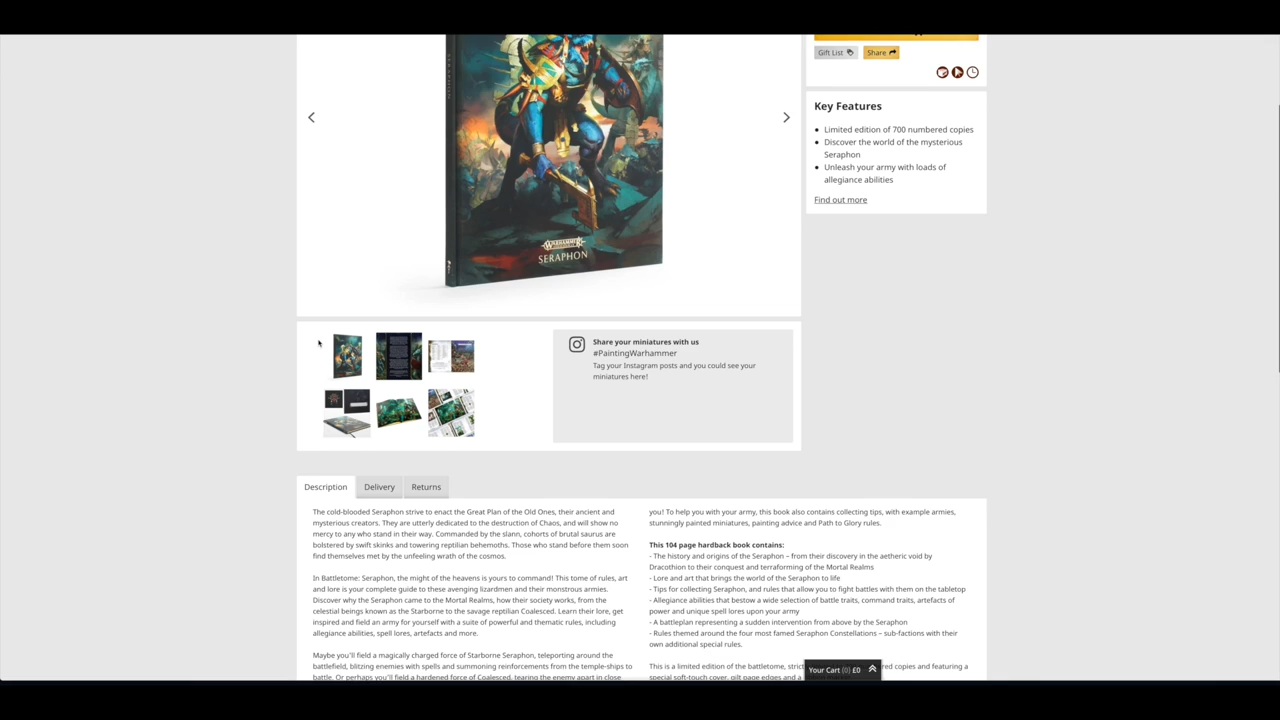 Gift List
Share
Key Features
Limited edition of 700 numbered copies
Discover the world of the mysterious
Seraphon
Unleash your army with loads of
allegiance abilities
Find out more
SERAPHON
WARHAMMER
SERAPHON
Share your miniatures with us
#PaintingWarhammer
Tag your Instagram posts and you could see your
miniatures here!
Description
Delivery
Returns
The cold-blooded Seraphon strive to enact the Great Plan of the Old Ones, their ancient and
mysterious creators. They are utterly dedicated to the destruction of Chaos, and will show no
mercy to any who stand in their way. Commanded by the slann, cohorts of brutal saurus are
bolstered by swift skinks and towering reptilian behemoths. Those who stand before them soon
find themselves met by the unfeeling wrath of the cosmos.
In Battletome: Seraphon, the might of the heavens is yours to command! This tome of rules, art
and lore is your complete guide to these avenging lizardmen and their monstrous armies.
Discover why the Seraphon came to the Mortal Realms, how their society works, from the
celestial beings known as the Starborne to the savage reptilian Coalesced. Learn their lore, get
inspired and field an army for yourself with a suite of powerful and thematic rules, including
allegiance abilities, spell lores, artefacts and more.
Maybe you'll field a magically charged force of Starborne Seraphon, teleporting around the
battlefield, blitzing enemies with spells and summoning reinforcements from the temple-ships to
battle. Or perhaps you'll field a hardened force of Coalesced, tearing the enemy apart in close
you! To help you with your army, this book also contains collecting tips, with example armies,
stunningly painted miniatures, painting advice and Path to Glory rules.
This 104 page hardback book contains:
- The history and origins of the Seraphon – from their discovery in the aetheric void by
Dracothion to their conquest and terraforming of the Mortal Realms
- Lore and art that brings the world of the Seraphon to life
- Tips for collecting Seraphon, and rules that allow you to fight battles with them on the tabletop
- Allegiance abilities that bestow a wide selection of battle traits, command traits, artefacts of
power and unique spell lores upon your army
- A battleplan representing a sudden intervention from above by the Seraphon
- Rules themed around the four most famed Seraphon Constellations – sub-factions with their
own additional special rules.
This is a limited edition of the battletome, stric red copies and featuring a
special soft-touch cover, gilt page edges and a
Your Cart (0) £0